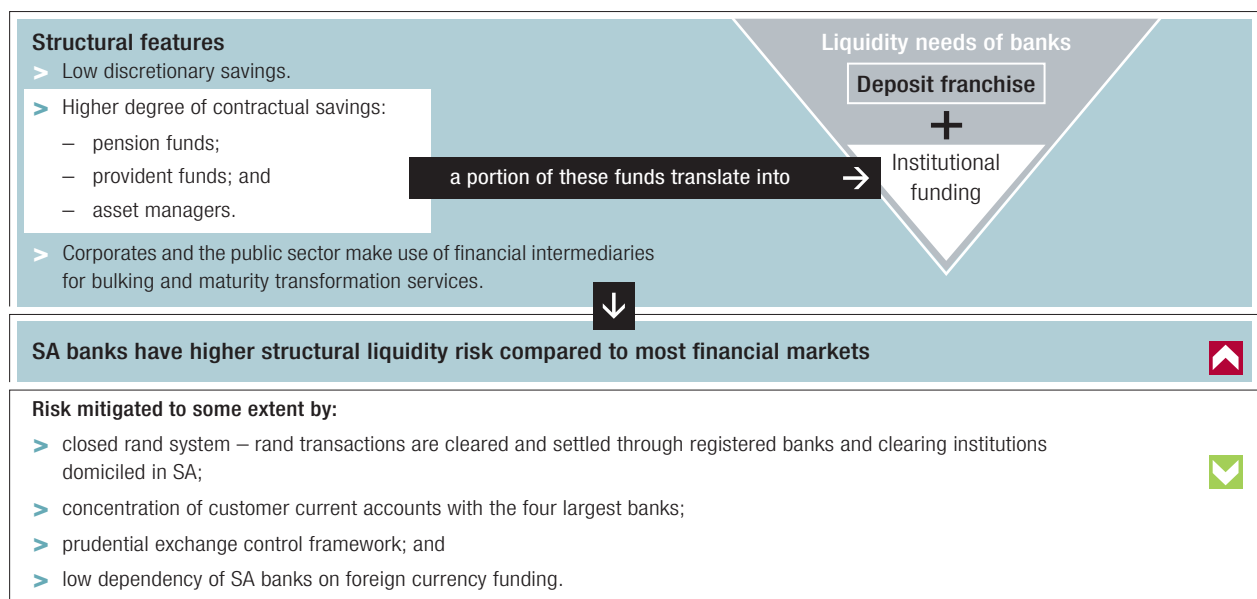 Structural features
> Low discretionary savings.
> Higher degree of contractual savings:
– pension funds;
– provident funds; and
– asset managers.
a portion of these funds translate into →
Liquidity needs of banks
Deposit franchise
+
Institutional
funding
> Corporates and the public sector make use of financial intermediaries
for bulking and maturity transformation services.
SA banks have higher structural liquidity risk compared to most financial markets
Risk mitigated to some extent by:
> closed rand system – rand transactions are cleared and settled through registered banks and clearing institutions
domiciled in SA;
> concentration of customer current accounts with the four largest banks;
> prudential exchange control framework; and
> low dependency of SA banks on foreign currency funding.